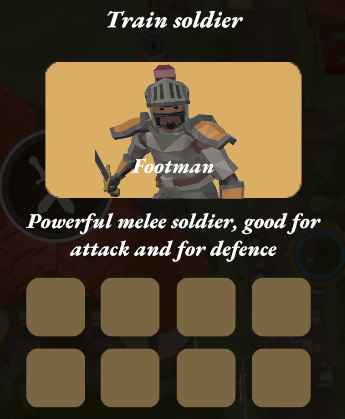 Train soldier
Footman
Powerful melee soldier, good for
attack and for defence